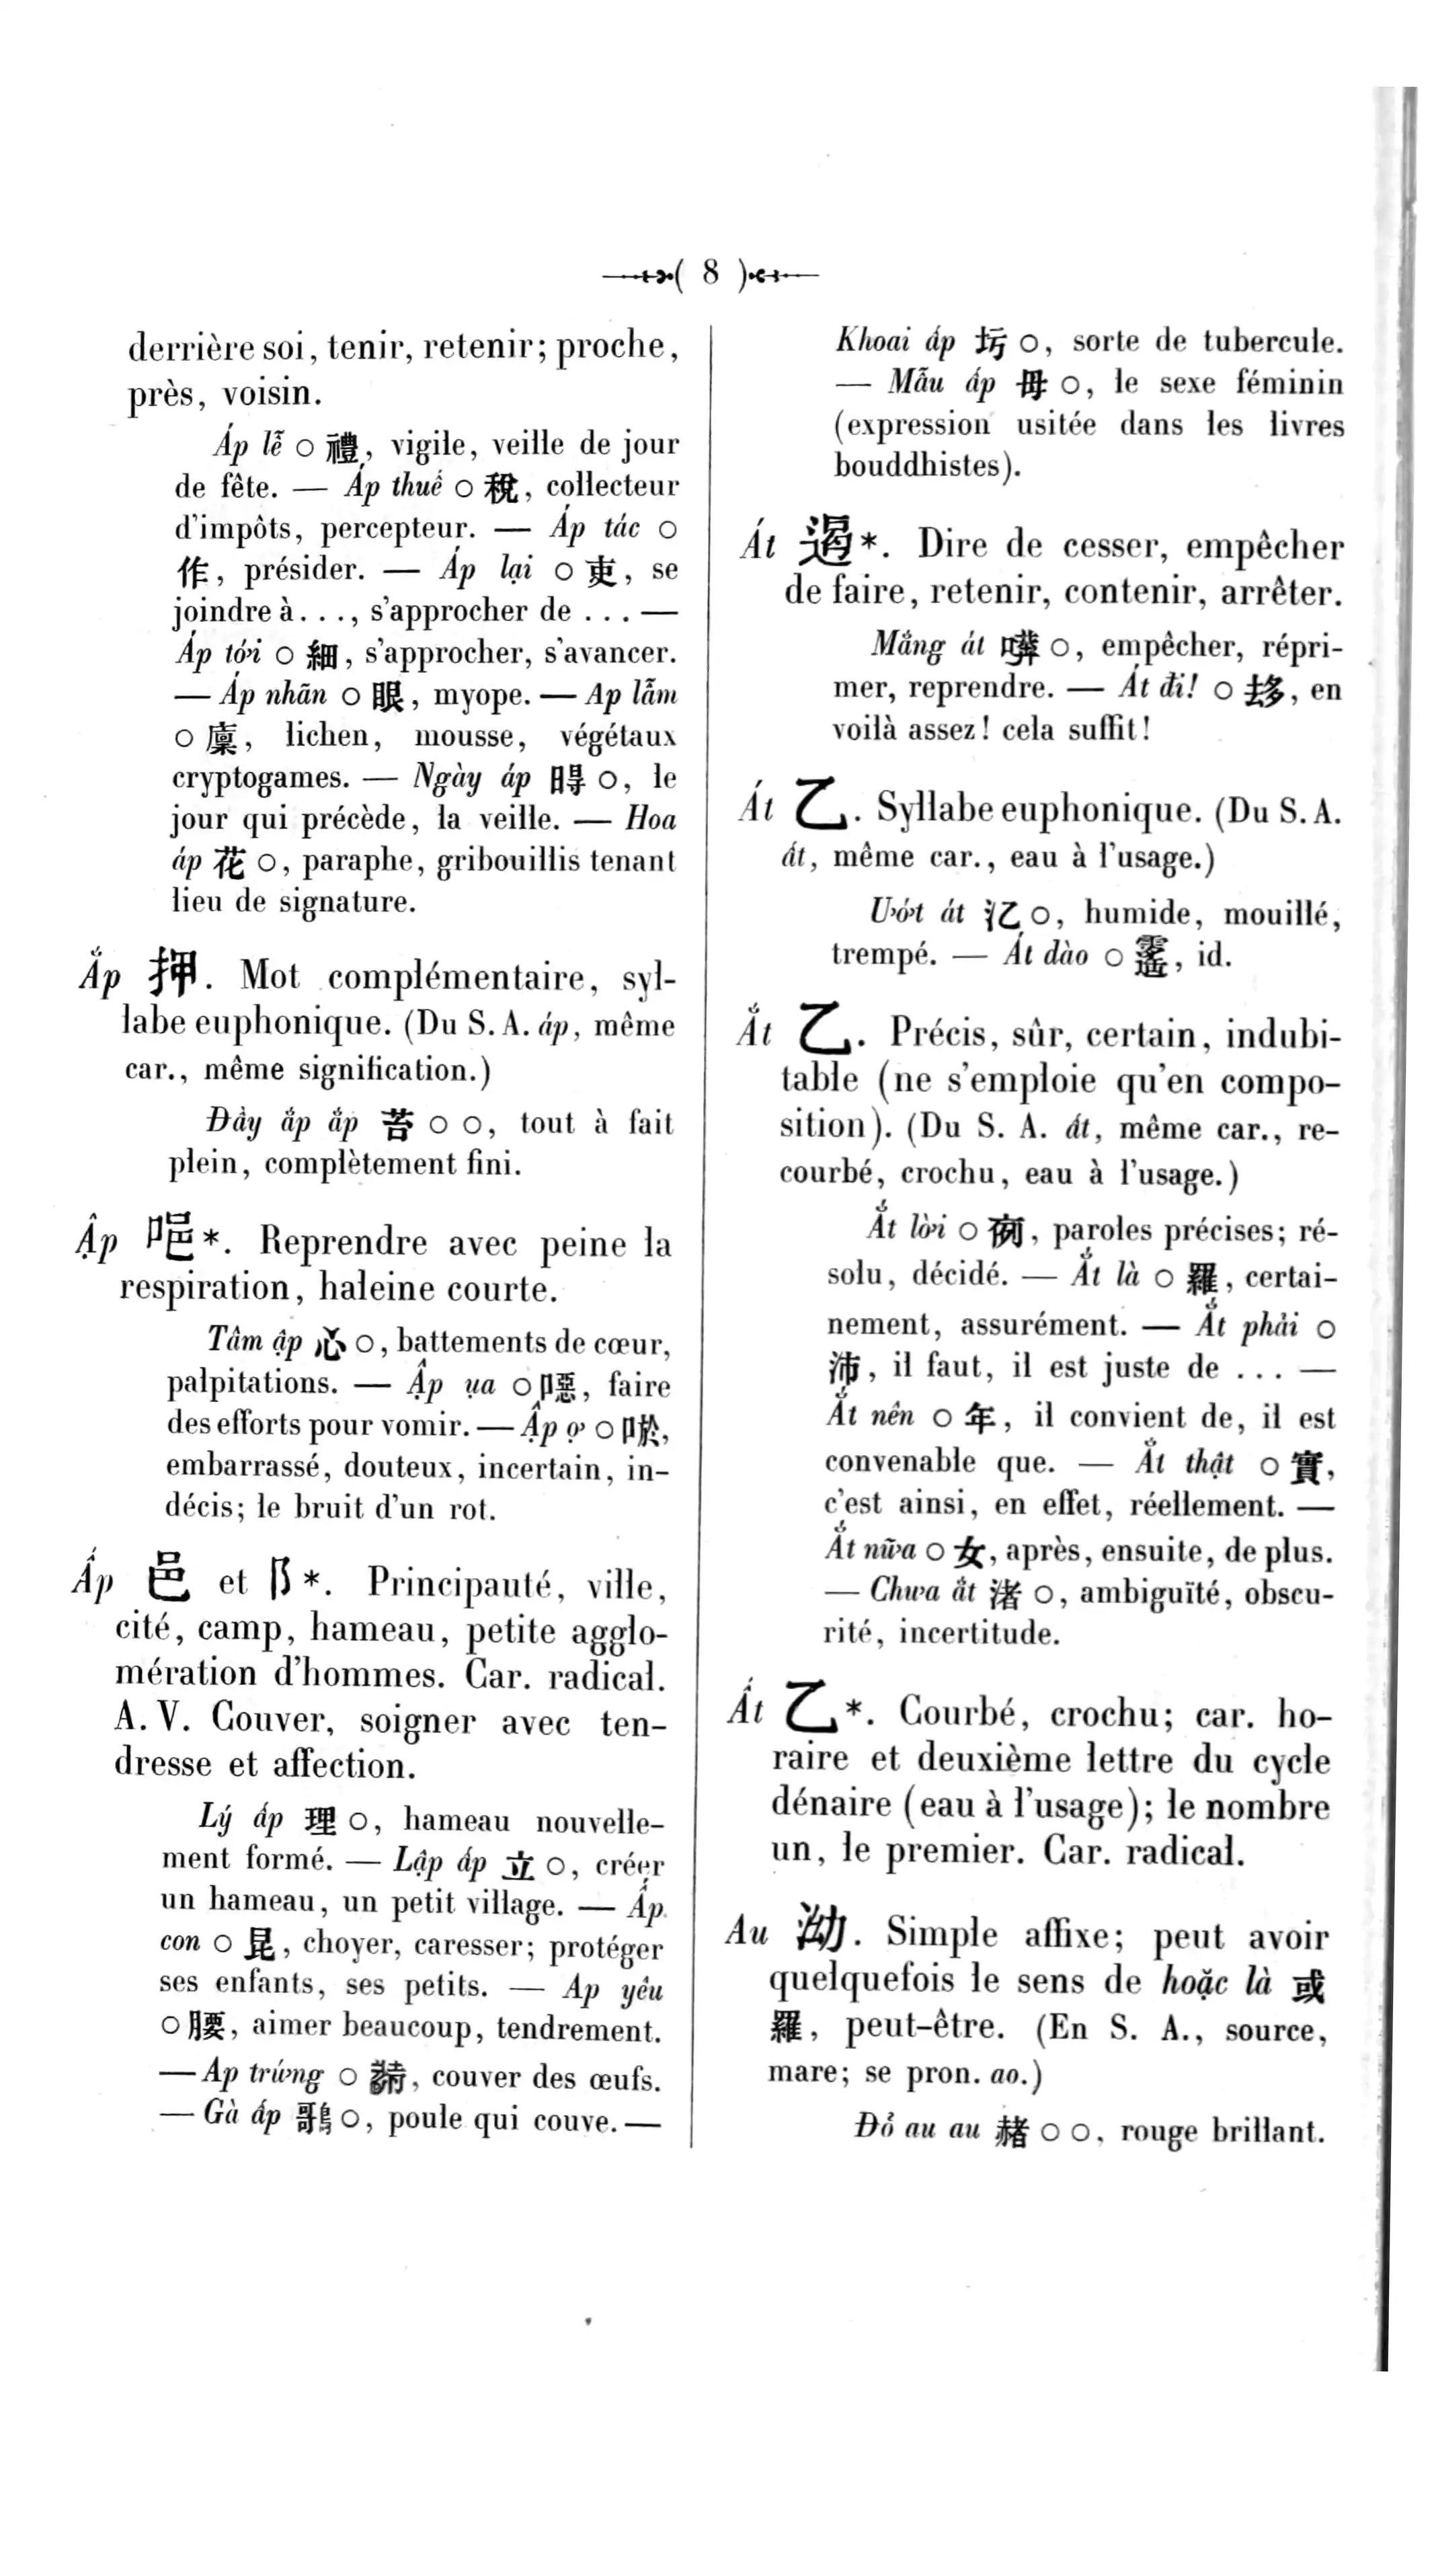 ( 8 )
derrière soi, tenir, retenir; proche,
près, voisin.
Áp lễ ○ 禮, vigile, veille de jour
de fête. — Áp thuế ○ 稅, collecteur
d'impôts, percepteur. — Áp tác ○
作, présider. — Áp lại ○ 吏, se
joindre à..., s'approcher de ... —
Áp tới ○ 細, s'approcher, s'avancer.
— Áp nhãn ○ 眼, myope. — Áp lẫm
○ 廩, lichen, mousse, végétaux
cryptogames. — Ngày áp 𣈜 ○, le
jour qui précède, la veille. — Hoa
áp 花 ○, paraphe, gribouillis tenant
lieu de signature.
Ắp 押. Mot complémentaire, syl-
labe euphonique. (Du S. A. áp, même
car., même signification.)
Đầy ắp ắp 苔 ○ ○, tout à fait
plein, complètement fini.
Ập 唈*. Reprendre avec peine la
respiration, haleine courte.
Tâm ập 心 ○, battements de cœur,
palpitations. — Ập ụa ○ 噁, faire
des efforts pour vomir. — Ập ợ ○ 唹,
embarrassé, douteux, incertain, in-
décis; le bruit d'un rot.
Ấp 邑 et 阝*. Principauté, ville,
cité, camp, hameau, petite agglo-
mération d'hommes. Car. radical.
A. V. Couver, soigner avec ten-
dresse et affection.
Lý ấp 理 ○, hameau nouvelle-
ment formé. — Lập ấp 立 ○, créer
un hameau, un petit village. — Ấp
con ○ 昆, choyer, caresser; protéger
ses enfants, ses petits. — Ấp yêu
○ 腰, aimer beaucoup, tendrement.
— Ấp trứng ○, couver des œufs.
— Gà ấp ○, poule qui couve. —
Khoai ấp 圬 ○, sorte de tubercule.
— Mẫu ấp 母 ○, le sexe féminin
(expression usitée dans les livres
bouddhistes).
Át 遏*. Dire de cesser, empêcher
de faire, retenir, contenir, arrêter.
Mắng át ○, empêcher, répri-
mer, reprendre. — Át đi! ○ 𠫾, en
voilà assez! cela suffit!
Át 乙. Syllabe euphonique. (Du S. A.
ất, même car., eau à l'usage.)
Ướt át 氵乙 ○, humide, mouillé,
trempé. — Át dào ○, id.
Ắt 乙. Précis, sûr, certain, indubi-
table (ne s'emploie qu'en compo-
sition). (Du S. A. ất, même car., re-
courbé, crochu, eau à l'usage.)
Ắt lời ○, paroles précises; ré-
solu, décidé. — Ắt là ○ 羅, certai-
nement, assurément. — Ắt phải ○
沛, il faut, il est juste de ... —
Ắt nên ○ 年, il convient de, il est
convenable que. — Ắt thật ○ 實,
c'est ainsi, en effet, réellement. —
Ắt nữa ○ 女, après, ensuite, de plus.
— Chưa ắt 渚 ○, ambiguïté, obscu-
rité, incertitude.
Ất 乙*. Courbé, crochu; car. ho-
raire et deuxième lettre du cycle
dénaire (eau à l'usage); le nombre
un, le premier. Car. radical.
Au 泑. Simple affixe; peut avoir
quelquefois le sens de hoặc là 或
羅, peut-être. (En S. A., source,
mare; se pron. ao.)
Đỏ au au 赭 ○ ○, rouge brillant.